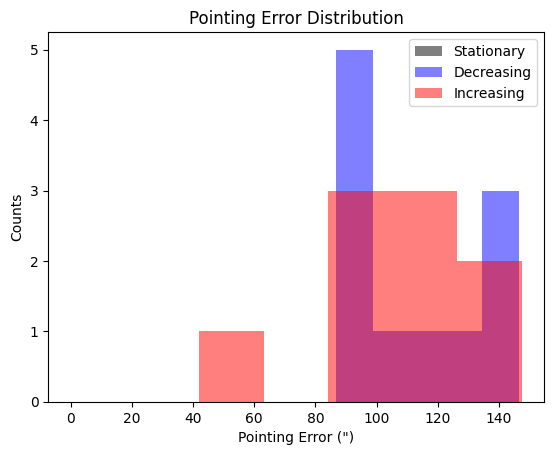 Pointing Error Distribution
Stationary
Decreasing
Increasing
5
4
3
2
1
0
Counts
0 20 40 60 80 100 120 140
Pointing Error (")